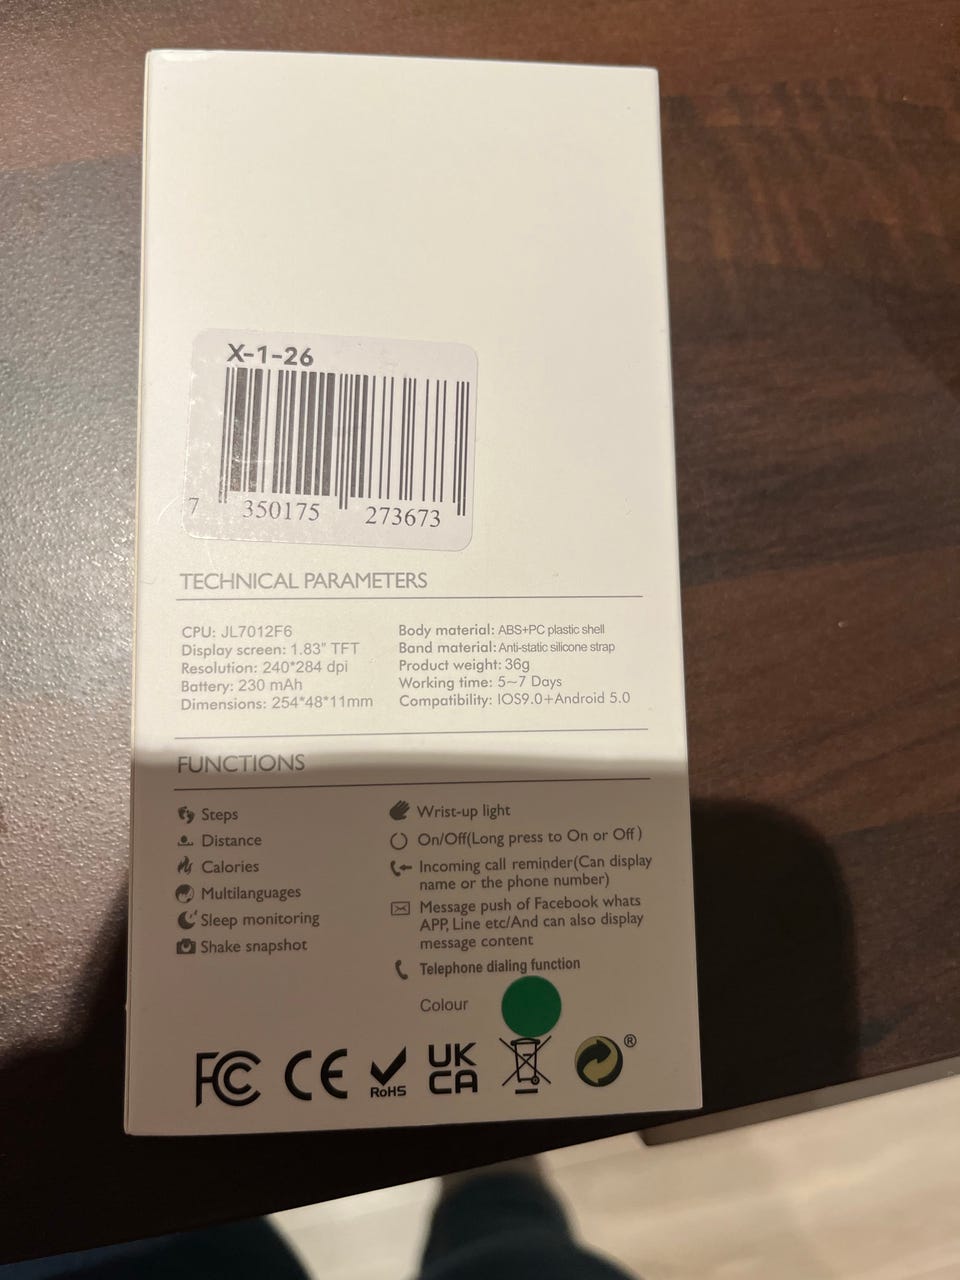 X-1-26
7 350175 273673
TECHNICAL PARAMETERS
CPU: JL7012F6
Display screen: 1.83" TFT
Resolution: 240*284 dpi
Battery: 230 mAh
Dimensions: 254*48*11mm
Body material: ABS+PC plastic shell
Band material: Anti-static silicone strap
Product weight: 36g
Working time: 5~7 Days
Compatibility: IOS9.0+Android 5.0
FUNCTIONS
Steps
Distance
Calories
Multilanguages
Sleep monitoring
Shake snapshot
Wrist-up light
On/Off(Long press to On or Off)
Incoming call reminder(Can display
name or the phone number)
Message push of Facebook whats
APP, Line etc/And can also display
message content
Telephone dialing function
Colour
FC CE RoHS UK
CA ®